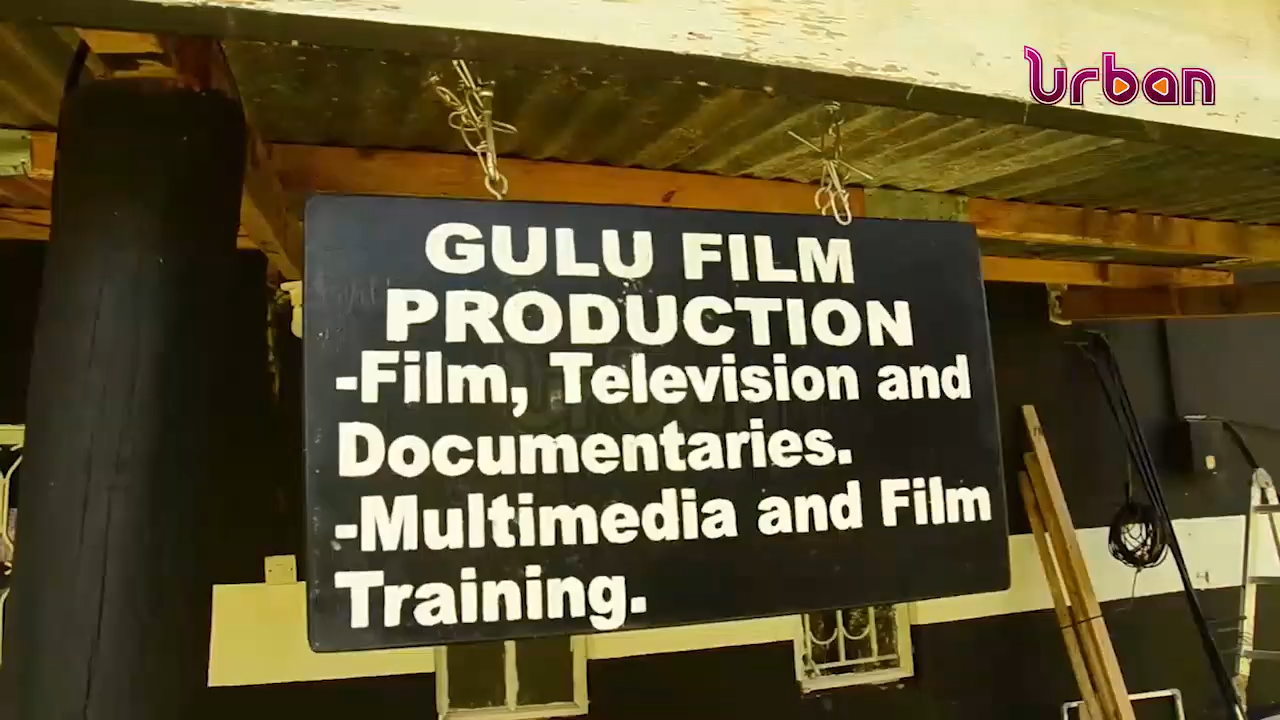 Urban
GULU FILM
PRODUCTION
-Film, Television and
Documentaries.
-Multimedia and Film
Training.